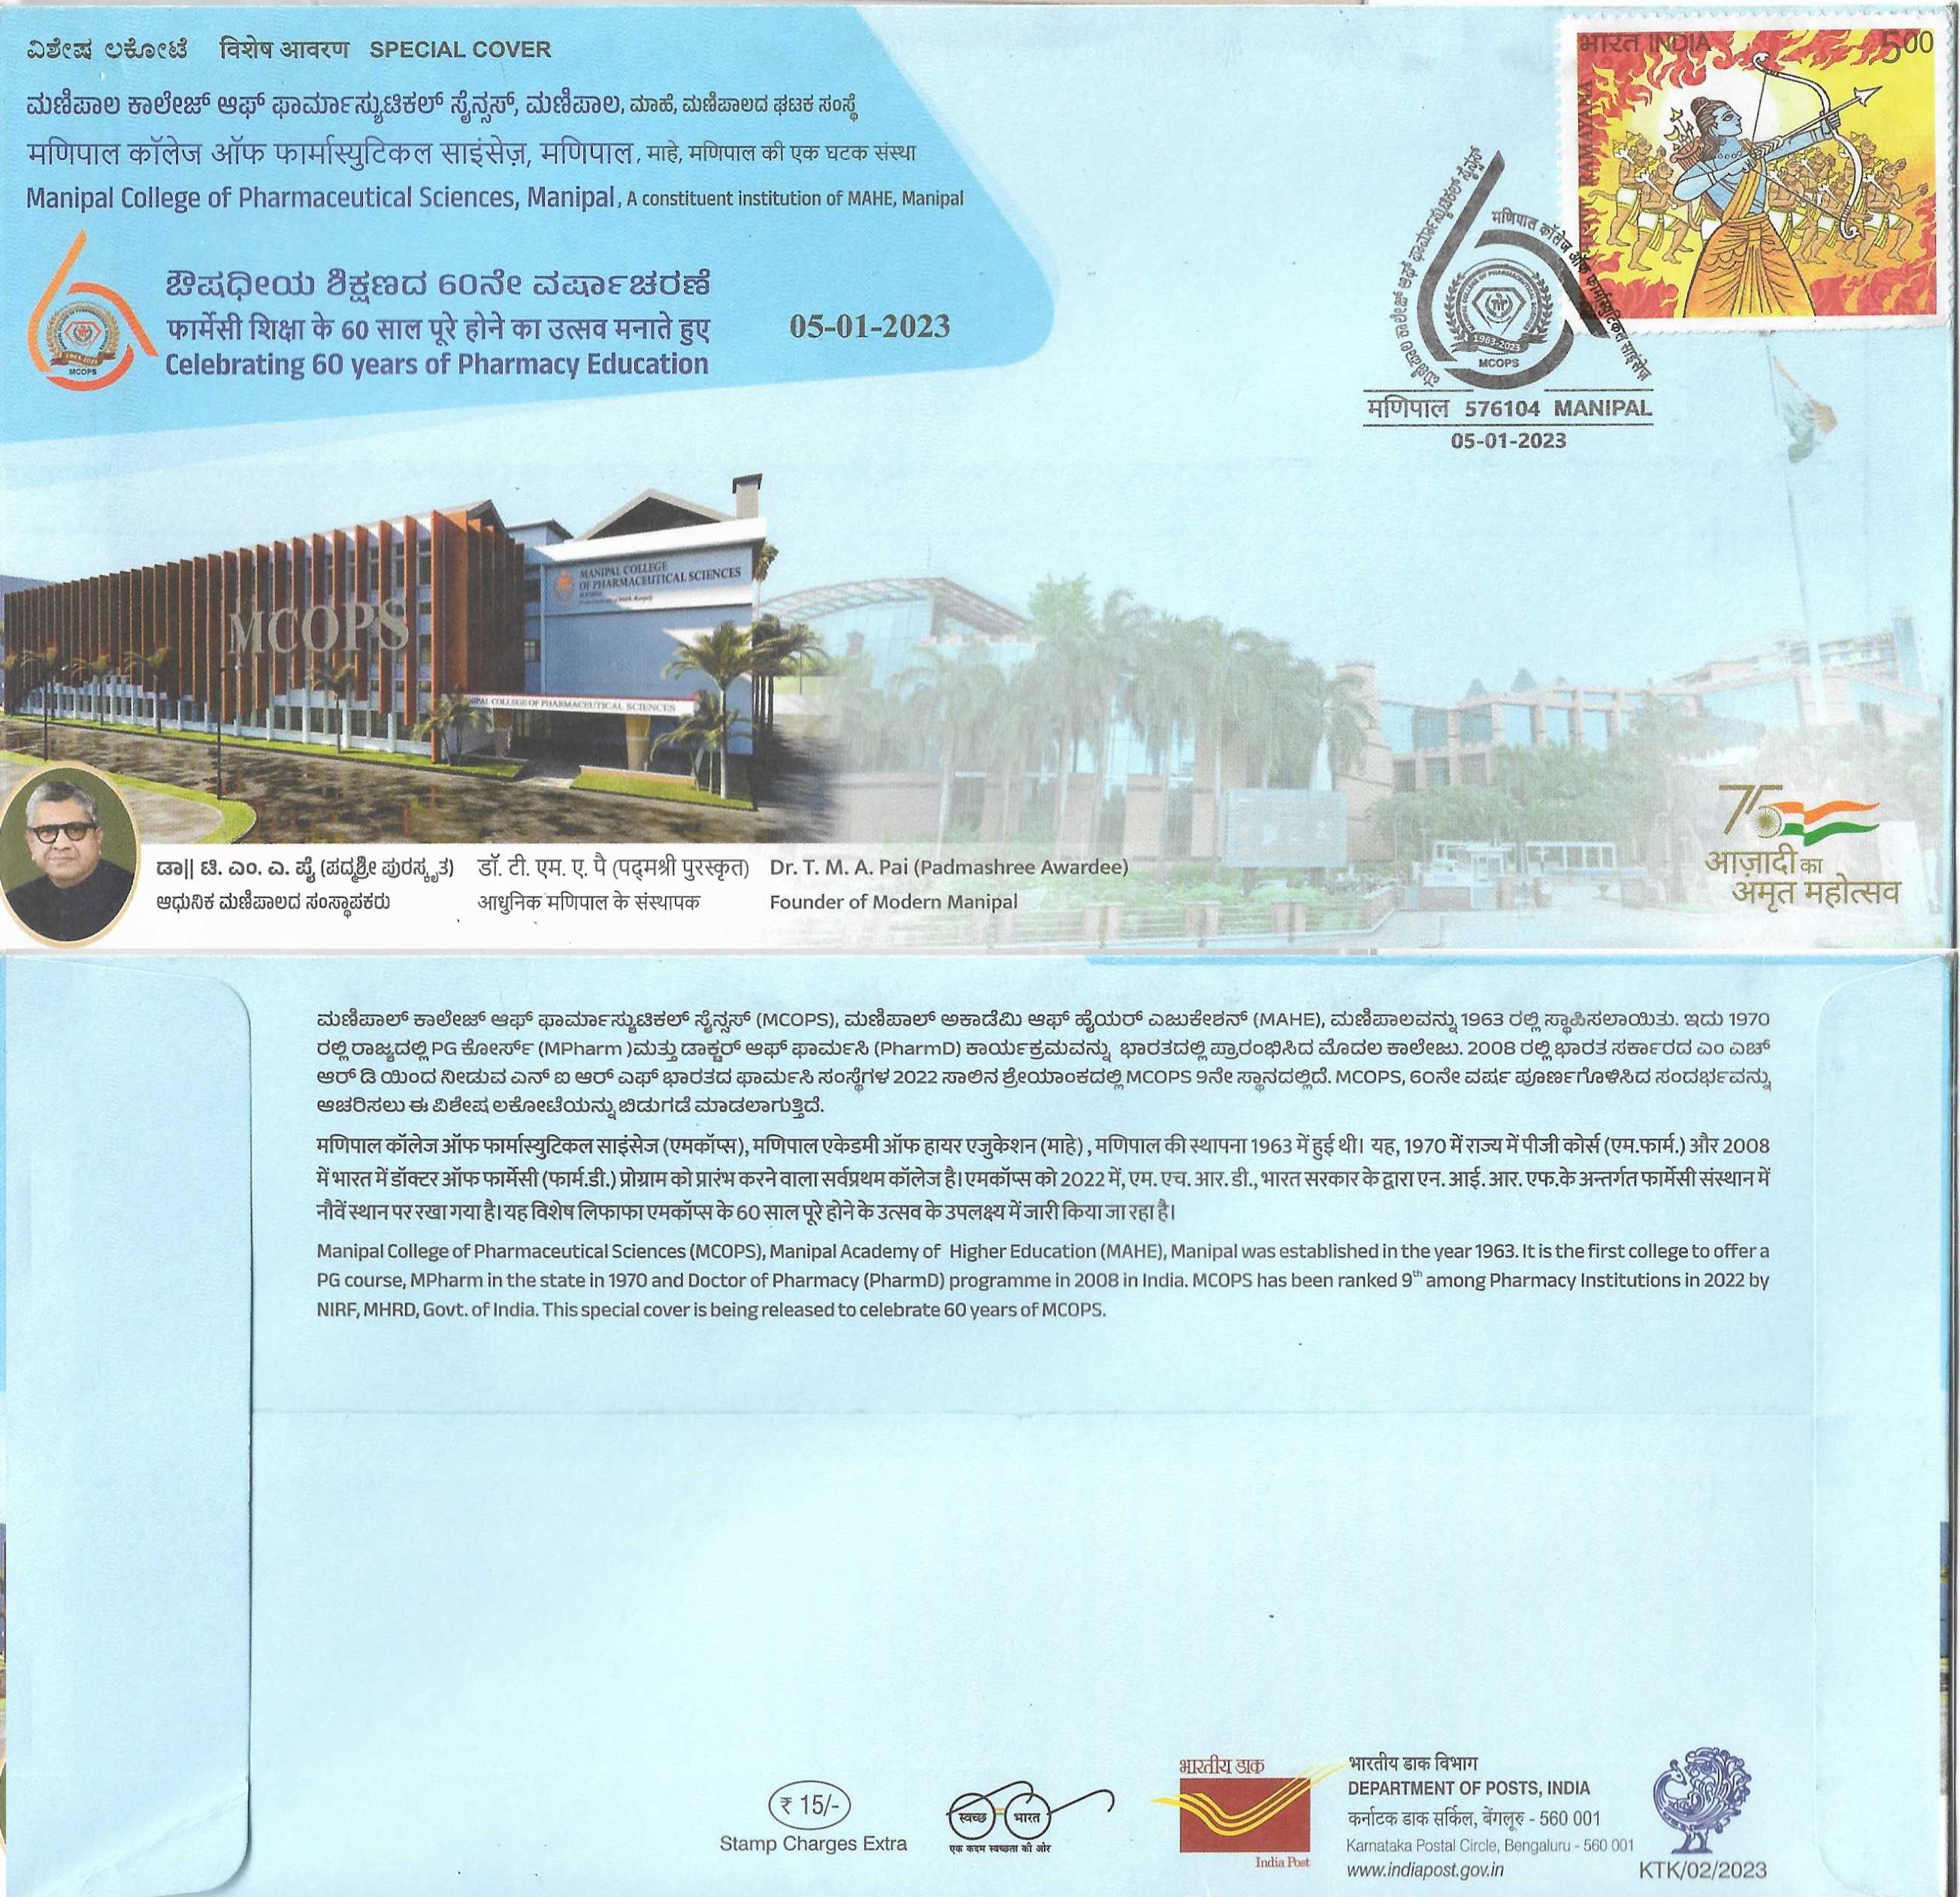 ವಿಶೇಷ ಲಕೋಟೆ विशेष आवरण SPECIAL COVER
ಮಣಿಪಾಲ ಕಾಲೇಜ್ ಆಫ್ ಫಾರ್ಮಾಸ್ಯುಟಿಕಲ್ ಸೈನ್ಸಸ್, ಮಣಿಪಾಲ, ಮಾಹೆ, ಮಣಿಪಾಲದ ಘಟಕ ಸಂಸ್ಥೆ
मणिपाल कॉलेज ऑफ फार्मास्युटिकल साइंसेज़, मणिपाल, माहे, मणिपाल की एक घटक संस्था
Manipal College of Pharmaceutical Sciences, Manipal, A constituent institution of MAHE, Manipal
ಔಷಧೀಯ ಶಿಕ್ಷಣದ 60ನೇ ವರ್ಷಾಚರಣೆ
फार्मेसी शिक्षा के 60 साल पूरे होने का उत्सव मनाते हुए
Celebrating 60 years of Pharmacy Education
05-01-2023
1963-2023
MCOPS
भारत INDIA 5.00
RAMAYANA
ಮಣಿಪಾಲ ಕಾಲೇಜ್ ಆಫ್ ಫಾರ್ಮಾಸ್ಯುಟಿಕಲ್ ಸೈನ್ಸಸ್
मणिपाल कॉलेज ऑफ फार्मास्युटिकल साइंसेज़
1963-2023
MCOPS
मणिपाल 576104 MANIPAL
05-01-2023
MCOPS
MANIPAL COLLEGE
OF PHARMACEUTICAL SCIENCES
MANIPAL COLLEGE OF PHARMACEUTICAL SCIENCES
ಡಾ|| ಟಿ. ಎಂ. ಎ. ಪೈ (ಪದ್ಮಶ್ರೀ ಪುರಸ್ಕೃತ) डॉ. टी. एम. ए. पै (पद्मश्री पुरस्कृत) Dr. T. M. A. Pai (Padmashree Awardee)
ಆಧುನಿಕ ಮಣಿಪಾಲದ ಸಂಸ್ಥಾಪಕರು आधुनिक मणिपाल के संस्थापक Founder of Modern Manipal
75
आज़ादी का
अमृत महोत्सव
ಮಣಿಪಾಲ್ ಕಾಲೇಜ್ ಆಫ್ ಫಾರ್ಮಾಸ್ಯುಟಿಕಲ್ ಸೈನ್ಸಸ್ (MCOPS), ಮಣಿಪಾಲ್ ಅಕಾಡೆಮಿ ಆಫ್ ಹೈಯರ್ ಎಜುಕೇಶನ್ (MAHE), ಮಣಿಪಾಲವನ್ನು 1963 ರಲ್ಲಿ ಸ್ಥಾಪಿಸಲಾಯಿತು. ಇದು 1970
ರಲ್ಲಿ ರಾಜ್ಯದಲ್ಲಿ PG ಕೋರ್ಸ್ (MPharm )ಮತ್ತು ಡಾಕ್ಟರ್ ಆಫ್ ಫಾರ್ಮಸಿ (PharmD) ಕಾರ್ಯಕ್ರಮವನ್ನು ಭಾರತದಲ್ಲಿ ಪ್ರಾರಂಭಿಸಿದ ಮೊದಲ ಕಾಲೇಜು. 2008 ರಲ್ಲಿ ಭಾರತ ಸರ್ಕಾರದ ಎಂ ಎಚ್
ಆರ್ ಡಿ ಯಿಂದ ನೀಡುವ ಎನ್ ಐ ಆರ್ ಎಫ್ ಭಾರತದ ಫಾರ್ಮಸಿ ಸಂಸ್ಥೆಗಳ 2022 ಸಾಲಿನ ಶ್ರೇಯಾಂಕದಲ್ಲಿ MCOPS 9ನೇ ಸ್ಥಾನದಲ್ಲಿದೆ. MCOPS, 60ನೇ ವರ್ಷ ಪೂರ್ಣಗೊಳಿಸಿದ ಸಂದರ್ಭವನ್ನು
ಆಚರಿಸಲು ಈ ವಿಶೇಷ ಲಕೋಟೆಯನ್ನು ಬಿಡುಗಡೆ ಮಾಡಲಾಗುತ್ತಿದೆ.
मणिपाल कॉलेज ऑफ फार्मास्युटिकल साइंसेज (एमकॉप्स), मणिपाल एकेडमी ऑफ हायर एजुकेशन (माहे) , मणिपाल की स्थापना 1963 में हुई थी। यह, 1970 में राज्य में पीजी कोर्स (एम.फार्म.) और 2008
में भारत में डॉक्टर ऑफ फार्मेसी (फार्म.डी.) प्रोग्राम को प्रारंभ करने वाला सर्वप्रथम कॉलेज है। एमकॉप्स को 2022 में, एम. एच. आर. डी., भारत सरकार के द्वारा एन. आई. आर. एफ.के अन्तर्गत फार्मेसी संस्थान में
नौवें स्थान पर रखा गया है। यह विशेष लिफाफा एमकॉप्स के 60 साल पूरे होने के उत्सव के उपलक्ष्य में जारी किया जा रहा है।
Manipal College of Pharmaceutical Sciences (MCOPS), Manipal Academy of Higher Education (MAHE), Manipal was established in the year 1963. It is the first college to offer a
PG course, MPharm in the state in 1970 and Doctor of Pharmacy (PharmD) programme in 2008 in India. MCOPS has been ranked 9th among Pharmacy Institutions in 2022 by
NIRF, MHRD, Govt. of India. This special cover is being released to celebrate 60 years of MCOPS.
₹ 15/-
Stamp Charges Extra
स्वच्छ भारत
एक कदम स्वच्छता की ओर
भारतीय डाक
India Post
भारतीय डाक विभाग
DEPARTMENT OF POSTS, INDIA
कर्नाटक डाक सर्किल, बेंगलूरु - 560 001
Karnataka Postal Circle, Bengaluru - 560 001
www.indiapost.gov.in
KTK/02/2023